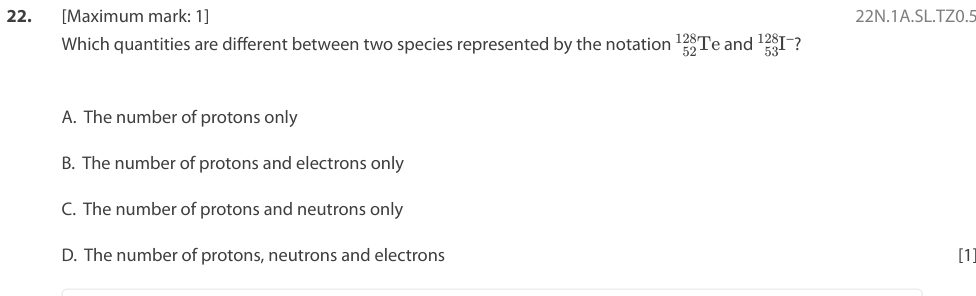 22. [Maximum mark: 1] 22N.1A.SL.TZ0.5
Which quantities are different between two species represented by the notation ¹²⁸₅₂Te and ¹²⁸₅₃I⁻?
A. The number of protons only
B. The number of protons and electrons only
C. The number of protons and neutrons only
D. The number of protons, neutrons and electrons [1]